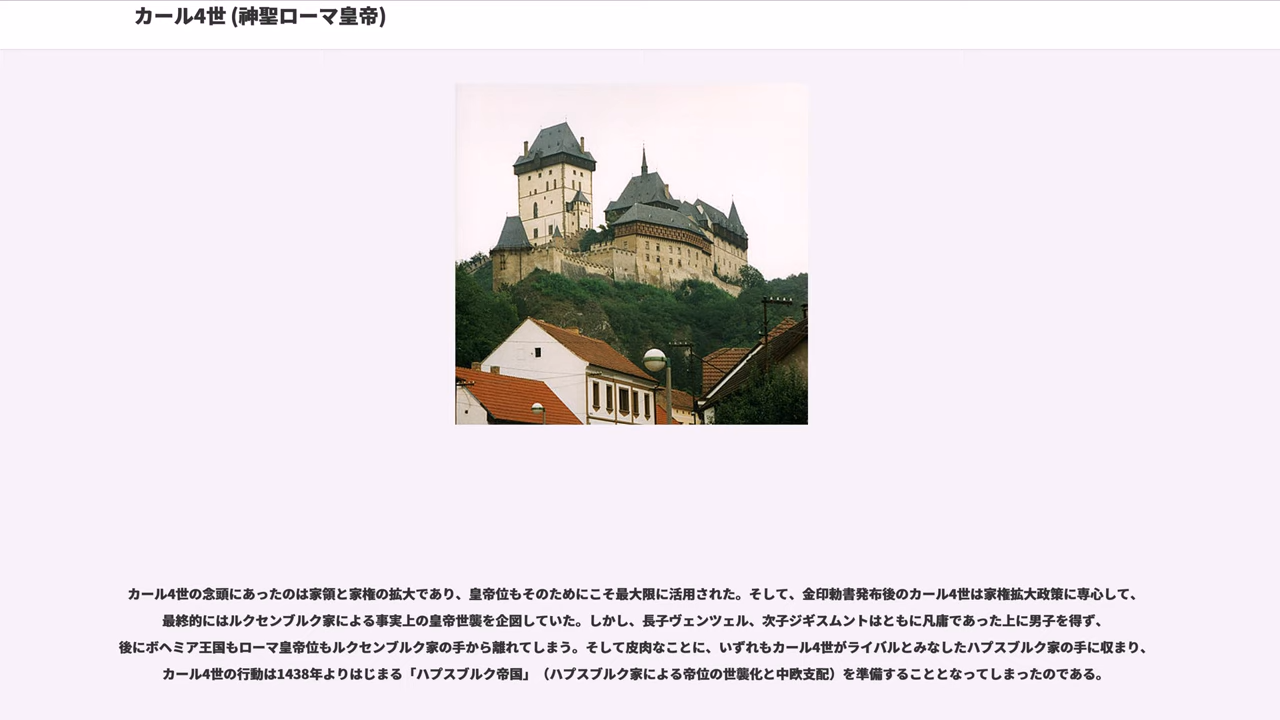 カール4世 (神聖ローマ皇帝)
カール4世の念頭にあったのは家領と家権の拡大であり、皇帝位もそのためにこそ最大限に活用された。そして、金印勅書発布後のカール4世は家権拡大政策に専心して、
最終的にはルクセンブルク家による事実上の皇帝世襲を企図していた。しかし、長子ヴェンツェル、次子ジギスムントはともに凡庸であった上に男子を得ず、
後にボヘミア王国もローマ皇帝位もルクセンブルク家の手から離れてしまう。そして皮肉なことに、いずれもカール4世がライバルとみなしたハプスブルク家の手に収まり、
カール4世の行動は1438年よりはじまる「ハプスブルク帝国」（ハプスブルク家による帝位の世襲化と中欧支配）を準備することとなってしまったのである。